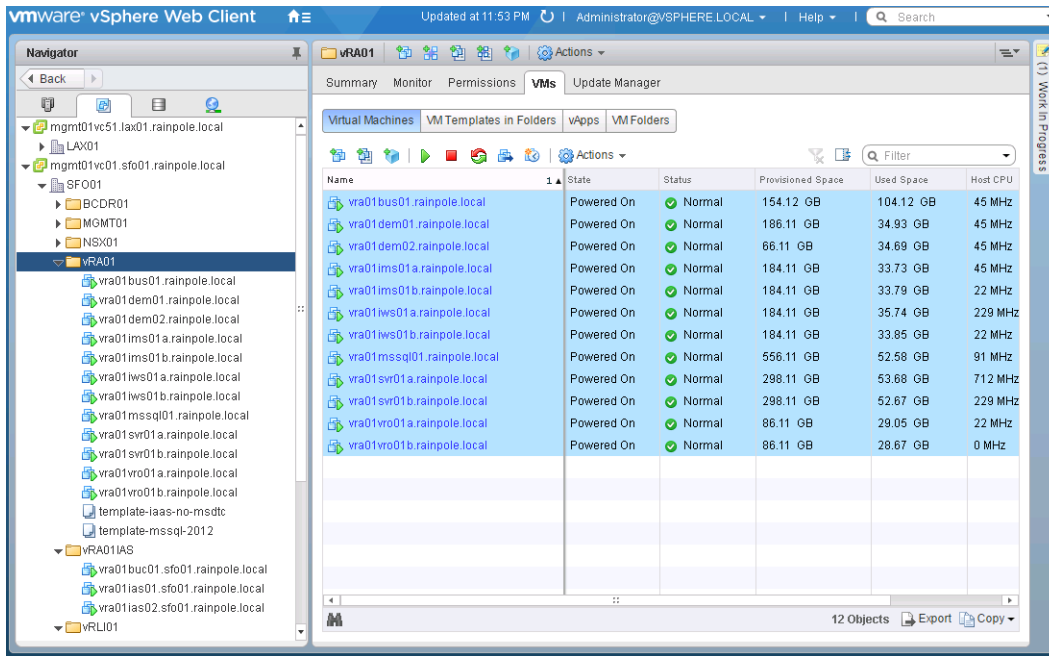 vmware® vSphere Web Client
Updated at 11:53 PM | Administrator@VSPHERE.LOCAL | Help | Search
Navigator
Back
mgmt01vc51.lax01.rainpole.local
LAX01
mgmt01vc01.sfo01.rainpole.local
SFO01
BCDR01
MGMT01
NSX01
vRA01
vra01bus01.rainpole.local
vra01dem01.rainpole.local
vra01dem02.rainpole.local
vra01ims01a.rainpole.local
vra01ims01b.rainpole.local
vra01iws01a.rainpole.local
vra01iws01b.rainpole.local
vra01mssql01.rainpole.local
vra01svr01a.rainpole.local
vra01svr01b.rainpole.local
vra01vro01a.rainpole.local
vra01vro01b.rainpole.local
template-iaas-no-msdtc
template-mssql-2012
vRA01IAS
vra01buc01.sfo01.rainpole.local
vra01ias01.sfo01.rainpole.local
vra01ias02.sfo01.rainpole.local
vRLI01
vRA01 Actions
Summary Monitor Permissions VMs Update Manager
Virtual Machines VM Templates in Folders vApps VM Folders
Actions Filter
Name 1 State Status Provisioned Space Used Space Host CPU
vra01bus01.rainpole.local Powered On Normal 154.12 GB 104.12 GB 45 MHz
vra01dem01.rainpole.local Powered On Normal 186.11 GB 34.93 GB 45 MHz
vra01dem02.rainpole.local Powered On Normal 66.11 GB 34.69 GB 45 MHz
vra01ims01a.rainpole.local Powered On Normal 184.11 GB 33.73 GB 45 MHz
vra01ims01b.rainpole.local Powered On Normal 184.11 GB 33.79 GB 22 MHz
vra01iws01a.rainpole.local Powered On Normal 184.11 GB 35.74 GB 229 MHz
vra01iws01b.rainpole.local Powered On Normal 184.11 GB 33.85 GB 22 MHz
vra01mssql01.rainpole.local Powered On Normal 556.11 GB 52.58 GB 91 MHz
vra01svr01a.rainpole.local Powered On Normal 298.11 GB 53.68 GB 712 MHz
vra01svr01b.rainpole.local Powered On Normal 298.11 GB 52.67 GB 229 MHz
vra01vro01a.rainpole.local Powered On Normal 86.11 GB 29.05 GB 22 MHz
vra01vro01b.rainpole.local Powered On Normal 86.11 GB 28.67 GB 0 MHz
12 Objects Export Copy
(1) Work In Progress